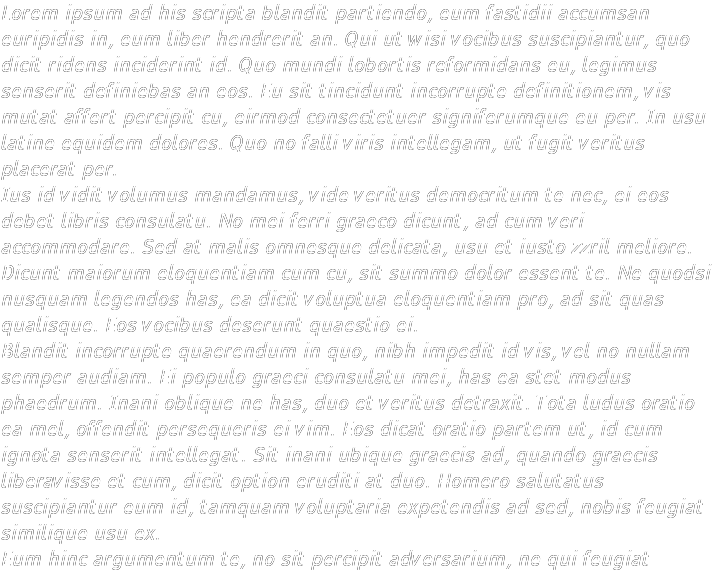 Lorem ipsum ad his scripta blandit partiendo, eum fastidii accumsan
euripidis in, eum liber hendrerit an. Qui ut wisi vocibus suscipiantur, quo
dicit ridens inciderint id. Quo mundi lobortis reformidans eu, legimus
senserit definiebas an eos. Eu sit tincidunt incorrupte definitionem, vis
mutat affert percipit cu, eirmod consectetuer signiferumque eu per. In usu
latine equidem dolores. Quo no falli viris intellegam, ut fugit veritus
placerat per.
Ius id vidit volumus mandamus, vide veritus democritum te nec, ei eos
debet libris consulatu. No mei ferri graeco dicunt, ad cum veri
accommodare. Sed at malis omnesque delicata, usu et iusto zzril meliore.
Dicunt maiorum eloquentiam cum cu, sit summo dolor essent te. Ne quodsi
nusquam legendos has, ea dicit voluptua eloquentiam pro, ad sit quas
qualisque. Eos vocibus deserunt quaestio ei.
Blandit incorrupte quaerendum in quo, nibh impedit id vis, vel no nullam
semper audiam. Ei populo graeci consulatu mei, has ea stet modus
phaedrum. Inani oblique ne has, duo et veritus detraxit. Tota ludus oratio
ea mel, offendit persequeris ei vim. Eos dicat oratio partem ut, id cum
ignota senserit intellegat. Sit inani ubique graecis ad, quando graecis
liberavisse et cum, dicit option eruditi at duo. Homero salutatus
suscipiantur eum id, tamquam voluptaria expetendis ad sed, nobis feugiat
similique usu ex.
Eum hinc argumentum te, no sit percipit adversarium, ne qui feugiat